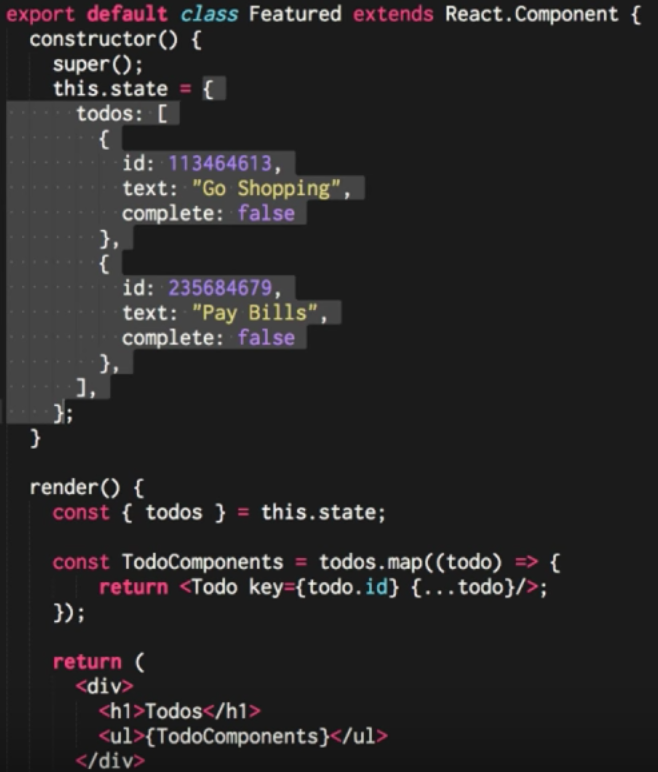 export default class Featured extends React.Component {
constructor() {
super();
this.state = {
todos: [
{
id: 113464613,
text: "Go Shopping",
complete: false
},
{
id: 235684679,
text: "Pay Bills",
complete: false
},
],
};
}
render() {
const { todos } = this.state;
const TodoComponents = todos.map((todo) => {
return <Todo key={todo.id} {...todo}/>;
});
return (
<div>
<h1>Todos</h1>
<ul>{TodoComponents}</ul>
</div>